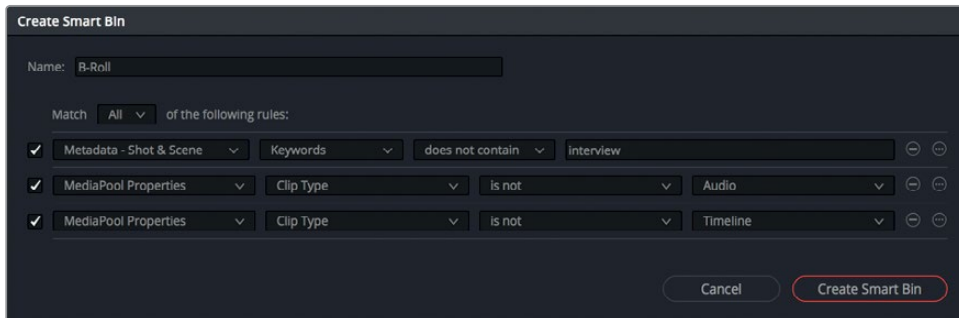 Create Smart Bin
Name: B-Roll
Match All of the following rules:
Metadata - Shot & Scene Keywords does not contain interview
MediaPool Properties Clip Type is not Audio
MediaPool Properties Clip Type is not Timeline
Cancel Create Smart Bin